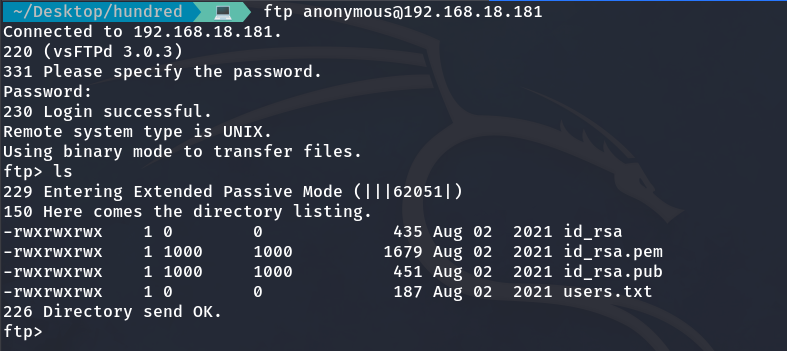 ~/Desktop/hundred 💻 ftp anonymous@192.168.18.181
Connected to 192.168.18.181.
220 (vsFTPd 3.0.3)
331 Please specify the password.
Password:
230 Login successful.
Remote system type is UNIX.
Using binary mode to transfer files.
ftp> ls
229 Entering Extended Passive Mode (|||62051|)
150 Here comes the directory listing.
-rwxrwxrwx    1 0        0             435 Aug 02  2021 id_rsa
-rwxrwxrwx    1 1000     1000         1679 Aug 02  2021 id_rsa.pem
-rwxrwxrwx    1 1000     1000          451 Aug 02  2021 id_rsa.pub
-rwxrwxrwx    1 0        0             187 Aug 02  2021 users.txt
226 Directory send OK.
ftp>